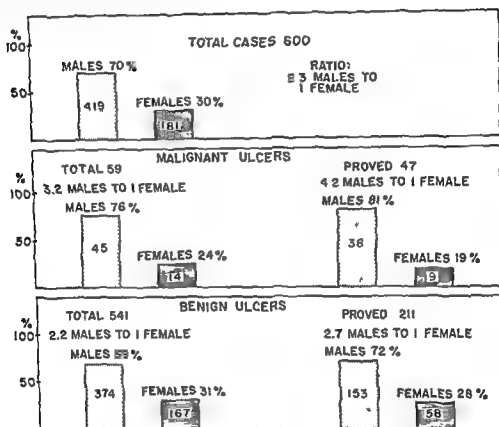 TOTAL CASES 600
%
100
50
MALES 70%
419
FEMALES 30%
181
RATIO:
3 MALES TO
1 FEMALE
MALIGNANT ULCERS
%
100
50
TOTAL 59
3.2 MALES TO 1 FEMALE
MALES 76%
45
FEMALES 24%
14
PROVED 47
4.2 MALES TO 1 FEMALE
MALES 81%
38
FEMALES 19%
9
BENIGN ULCERS
%
100
50
TOTAL 541
2.2 MALES TO 1 FEMALE
MALES %
374
FEMALES 31%
167
PROVED 211
2.7 MALES TO 1 FEMALE
MALES 72%
153
FEMALES 28%
58